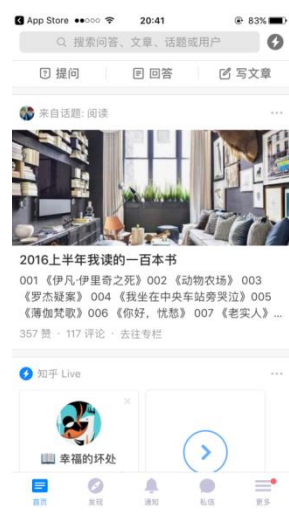 App Store 20:41 83%
搜索问答、文章、话题或用户
提问 回答 写文章
来自话题: 阅读
2016上半年我读的一百本书
001 《伊凡·伊里奇之死》002 《动物农场》 003
《罗杰疑案》 004 《我坐在中央车站旁哭泣》005
《薄伽梵歌》006 《你好，忧愁》 007 《老实人》...
357 赞 · 117 评论 · 去往专栏
知乎 Live
幸福的坏处
首页 发现 通知 私信 更多